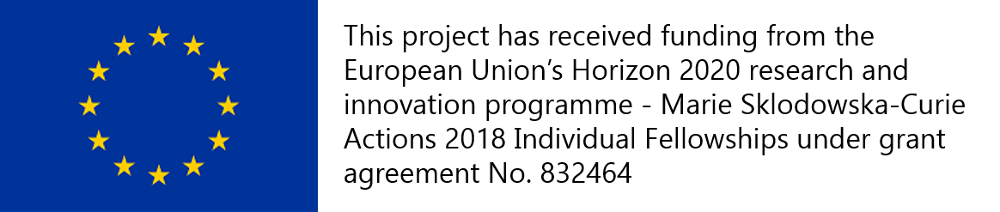 This project has received funding from the
European Union’s Horizon 2020 research and
innovation programme - Marie Sklodowska-Curie
Actions 2018 Individual Fellowships under grant
agreement No. 832464